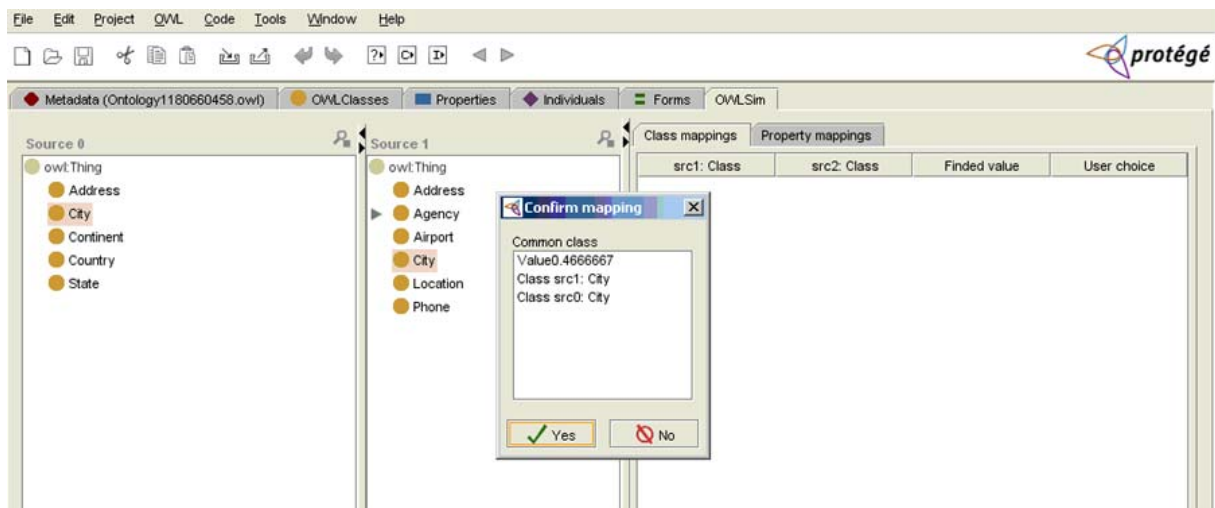 File Edit Project OWL Code Tools Window Help
protégé
Metadata (Ontology1180660458.owl) OWLClasses Properties Individuals Forms OWLSim
Source 0
owl:Thing
Address
City
Continent
Country
State
Source 1
owl:Thing
Address
Agency
Airport
City
Location
Phone
Class mappings Property mappings
src1: Class src2: Class Finded value User choice
Confirm mapping
Common class
Value0.4666667
Class src1: City
Class src0: City
Yes No